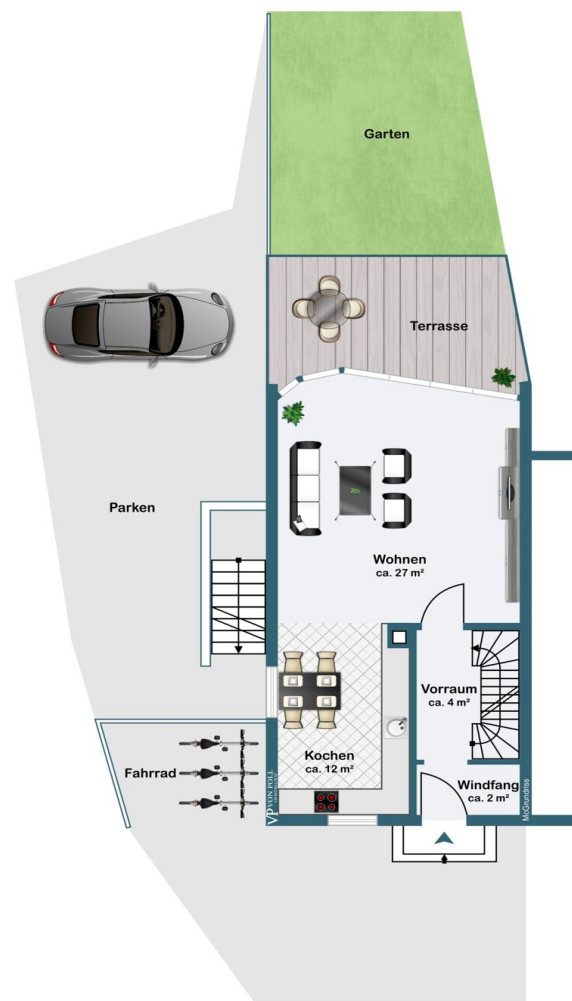 Garten
Terrasse
Parken
Wohnen
ca. 27 m²
Vorraum
ca. 4 m²
Kochen
ca. 12 m²
Fahrrad
Windfang
ca. 2 m²
VP VON POLL
McGrundriss